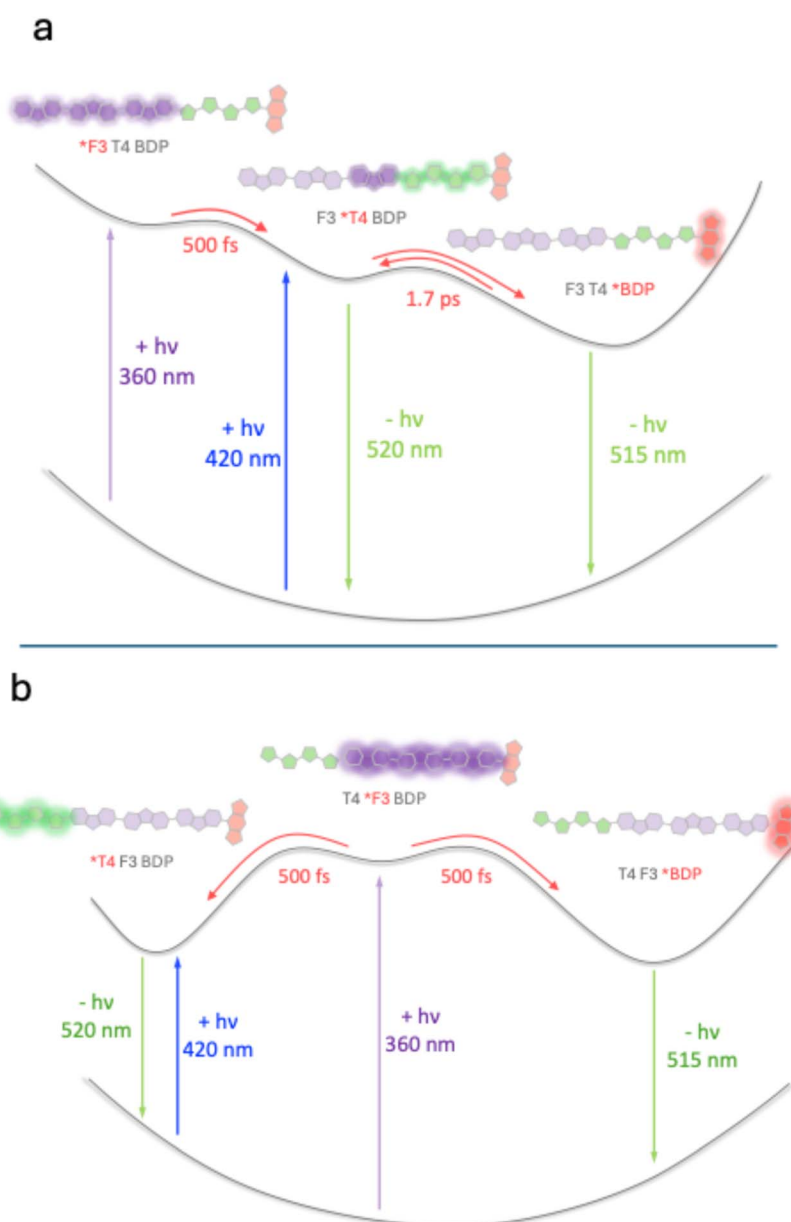 a
*F3 T4 BDP
F3 *T4 BDP
500 fs
F3 T4 *BDP
1.7 ps
+ hν
360 nm
+ hν
420 nm
- hν
520 nm
- hν
515 nm
b
T4 *F3 BDP
*T4 F3 BDP
T4 F3 *BDP
500 fs
500 fs
- hν
520 nm
+ hν
420 nm
+ hν
360 nm
- hν
515 nm